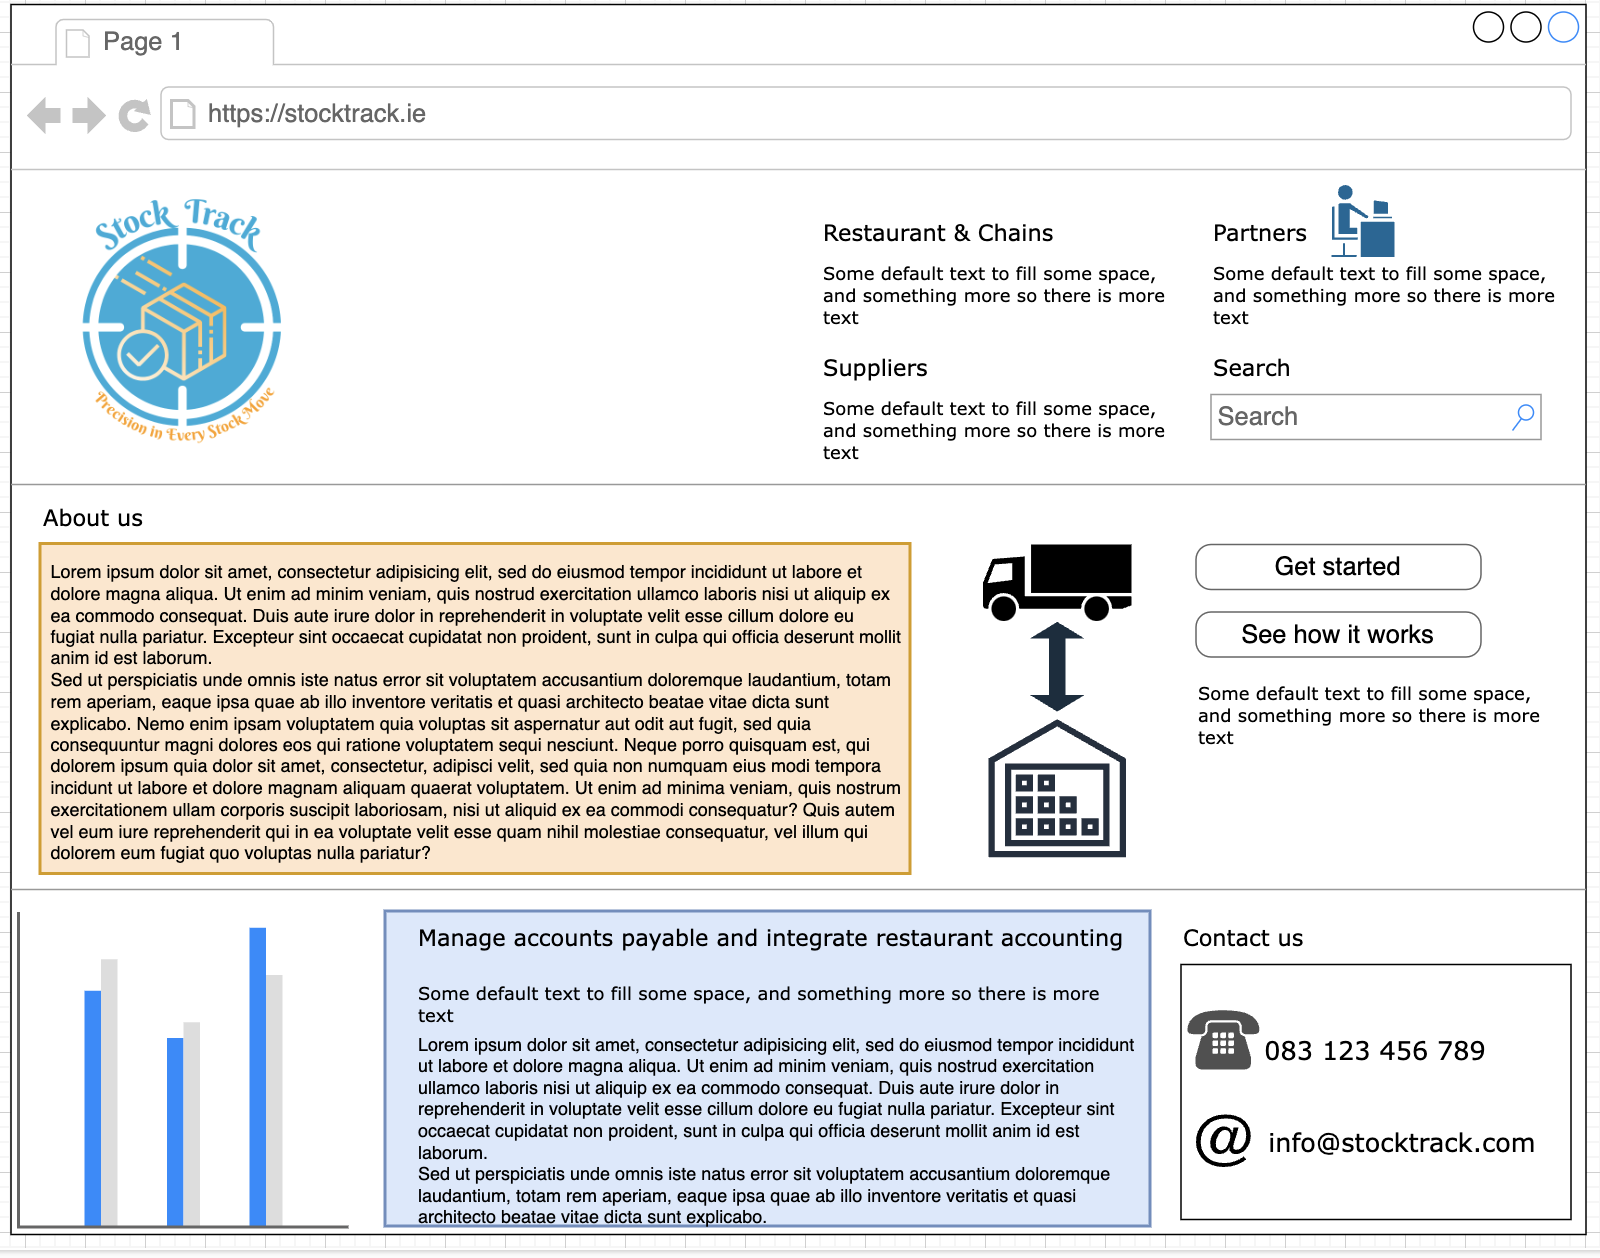 Page 1
https://stocktrack.ie
Stock Track
Precision in Every Stock Move
Restaurant & Chains
Some default text to fill some space,
and something more so there is more
text
Partners
Some default text to fill some space,
and something more so there is more
text
Suppliers
Some default text to fill some space,
and something more so there is more
text
Search
Search
About us
Lorem ipsum dolor sit amet, consectetur adipisicing elit, sed do eiusmod tempor incididunt ut labore et
dolore magna aliqua. Ut enim ad minim veniam, quis nostrud exercitation ullamco laboris nisi ut aliquip ex
ea commodo consequat. Duis aute irure dolor in reprehenderit in voluptate velit esse cillum dolore eu
fugiat nulla pariatur. Excepteur sint occaecat cupidatat non proident, sunt in culpa qui officia deserunt mollit
anim id est laborum.
Sed ut perspiciatis unde omnis iste natus error sit voluptatem accusantium doloremque laudantium, totam
rem aperiam, eaque ipsa quae ab illo inventore veritatis et quasi architecto beatae vitae dicta sunt
explicabo. Nemo enim ipsam voluptatem quia voluptas sit aspernatur aut odit aut fugit, sed quia
consequuntur magni dolores eos qui ratione voluptatem sequi nesciunt. Neque porro quisquam est, qui
dolorem ipsum quia dolor sit amet, consectetur, adipisci velit, sed quia non numquam eius modi tempora
incidunt ut labore et dolore magnam aliquam quaerat voluptatem. Ut enim ad minima veniam, quis nostrum
exercitationem ullam corporis suscipit laboriosam, nisi ut aliquid ex ea commodi consequatur? Quis autem
vel eum iure reprehenderit qui in ea voluptate velit esse quam nihil molestiae consequatur, vel illum qui
dolorem eum fugiat quo voluptas nulla pariatur?
Get started
See how it works
Some default text to fill some space,
and something more so there is more
text
Manage accounts payable and integrate restaurant accounting
Some default text to fill some space, and something more so there is more
text
Lorem ipsum dolor sit amet, consectetur adipisicing elit, sed do eiusmod tempor incididunt
ut labore et dolore magna aliqua. Ut enim ad minim veniam, quis nostrud exercitation
ullamco laboris nisi ut aliquip ex ea commodo consequat. Duis aute irure dolor in
reprehenderit in voluptate velit esse cillum dolore eu fugiat nulla pariatur. Excepteur sint
occaecat cupidatat non proident, sunt in culpa qui officia deserunt mollit anim id est
laborum.
Sed ut perspiciatis unde omnis iste natus error sit voluptatem accusantium doloremque
laudantium, totam rem aperiam, eaque ipsa quae ab illo inventore veritatis et quasi
architecto beatae vitae dicta sunt explicabo.
Contact us
083 123 456 789
@ info@stocktrack.com